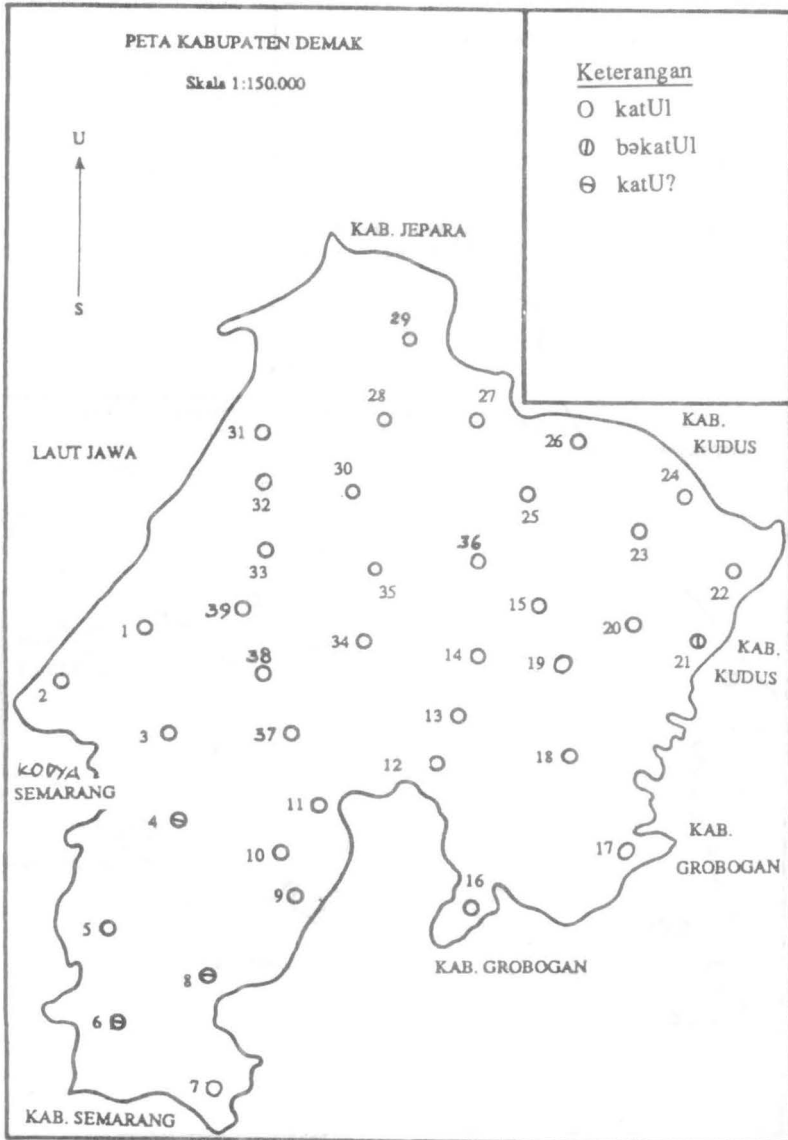 PETA KABUPATEN DEMAK
Skala 1:150.000
Keterangan
katUl
bəkatUl
katU?
U
S
KAB. JEPARA
29
28
27
KAB.
KUDUS
26
31
LAUT JAWA
30
24
32
25
23
36
33
35
22
39
15
1
20
34
14
19
21
KAB.
KUDUS
38
2
13
3
37
12
18
KODYA
SEMARANG
11
4
KAB.
GROBOGAN
10
17
16
9
5
KAB. GROBOGAN
8
6
7
KAB. SEMARANG